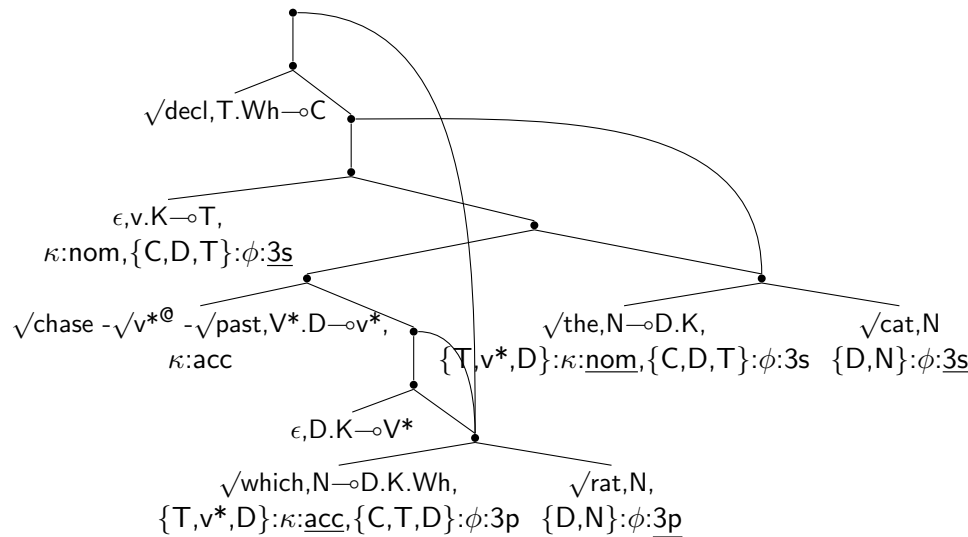 √decl,T.Wh⊸C
ϵ,v.K⊸T,
κ:nom,{C,D,T}:ϕ:3s
√chase -√v*@ -√past,V*.D⊸v*,
κ:acc
√the,N⊸D.K,
{T,v*,D}:κ:nom,{C,D,T}:ϕ:3s
√cat,N
{D,N}:ϕ:3s
ϵ,D.K⊸V*
√which,N⊸D.K.Wh,
{T,v*,D}:κ:acc,{C,T,D}:ϕ:3p
√rat,N,
{D,N}:ϕ:3p